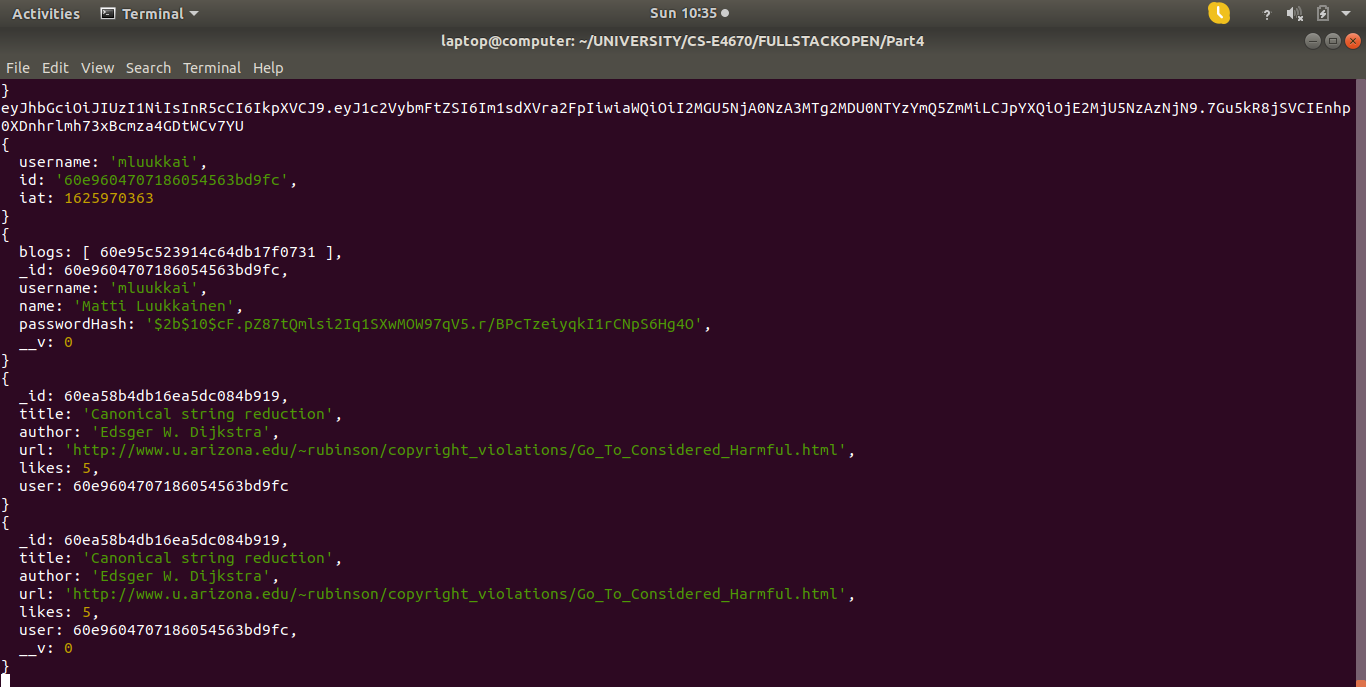 Activities Terminal Sun 10:35 ?
laptop@computer: ~/UNIVERSITY/CS-E4670/FULLSTACKOPEN/Part4
File Edit View Search Terminal Help
}
eyJhbGciOiJIUzI1NiIsInR5cCI6IkpXVCJ9.eyJ1c2VybmFtZSI6Im1sdXVra2FpIiwiaWQiOiI2MGU5NjA0NzA3MTg2MDU0NTYzYmQ5ZmMiLCJpYXQiOjE2MjU5NzAzNjN9.7Gu5kR8jSVCIEnhp
0XDnhrlmh73xBcmza4GDtWCv7YU
{
  username: 'mluukkai',
  id: '60e9604707186054563bd9fc',
  iat: 1625970363
}
{
  blogs: [ 60e95c523914c64db17f0731 ],
  _id: 60e9604707186054563bd9fc,
  username: 'mluukkai',
  name: 'Matti Luukkainen',
  passwordHash: '$2b$10$cF.pZ87tQmlsi2Iq1SXwMOW97qV5.r/BPcTzeiyqkI1rCNpS6Hg4O',
  __v: 0
}
{
  _id: 60ea58b4db16ea5dc084b919,
  title: 'Canonical string reduction',
  author: 'Edsger W. Dijkstra',
  url: 'http://www.u.arizona.edu/~rubinson/copyright_violations/Go_To_Considered_Harmful.html',
  likes: 5,
  user: 60e9604707186054563bd9fc
}
{
  _id: 60ea58b4db16ea5dc084b919,
  title: 'Canonical string reduction',
  author: 'Edsger W. Dijkstra',
  url: 'http://www.u.arizona.edu/~rubinson/copyright_violations/Go_To_Considered_Harmful.html',
  likes: 5,
  user: 60e9604707186054563bd9fc,
  __v: 0
}